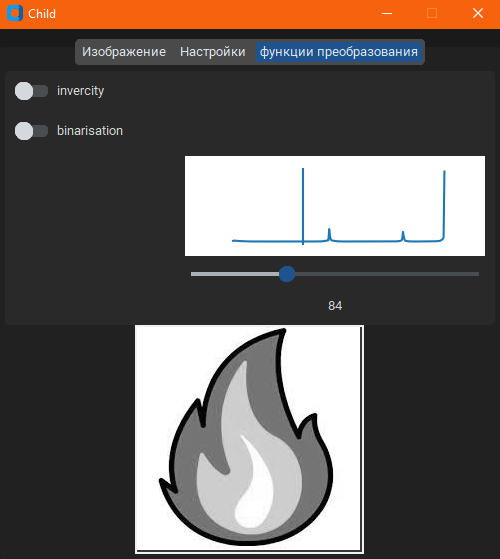 Child
Изображение Настройки функции преобразования
invercity
binarisation
84